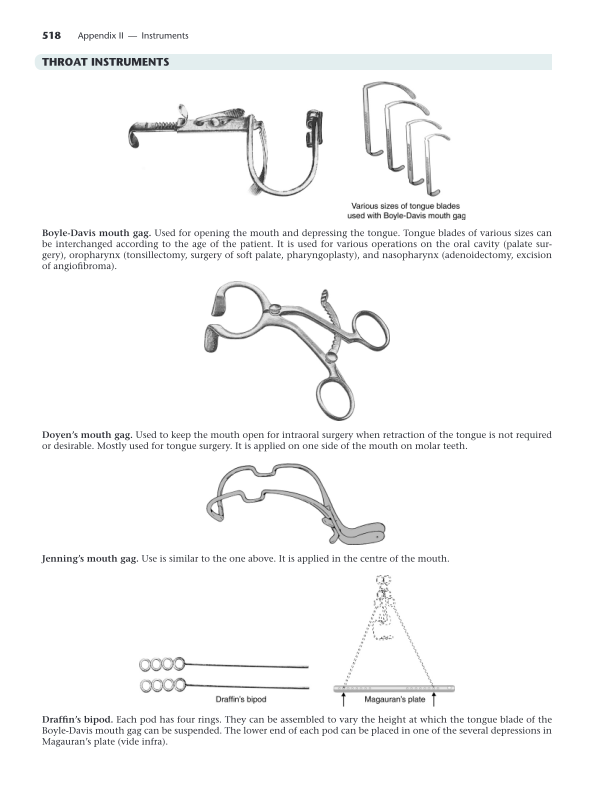 518 Appendix II — Instruments
THROAT INSTRUMENTS
Various sizes of tongue blades
used with Boyle-Davis mouth gag
Boyle-Davis mouth gag. Used for opening the mouth and depressing the tongue. Tongue blades of various sizes can
be interchanged according to the age of the patient. It is used for various operations on the oral cavity (palate sur-
gery), oropharynx (tonsillectomy, surgery of soft palate, pharyngoplasty), and nasopharynx (adenoidectomy, excision
of angiofibroma).
Doyen's mouth gag. Used to keep the mouth open for intraoral surgery when retraction of the tongue is not required
or desirable. Mostly used for tongue surgery. It is applied on one side of the mouth on molar teeth.
Jenning's mouth gag. Use is similar to the one above. It is applied in the centre of the mouth.
Draffin's bipod
Magauran's plate
Draffin's bipod. Each pod has four rings. They can be assembled to vary the height at which the tongue blade of the
Boyle-Davis mouth gag can be suspended. The lower end of each pod can be placed in one of the several depressions in
Magauran's plate (vide infra).